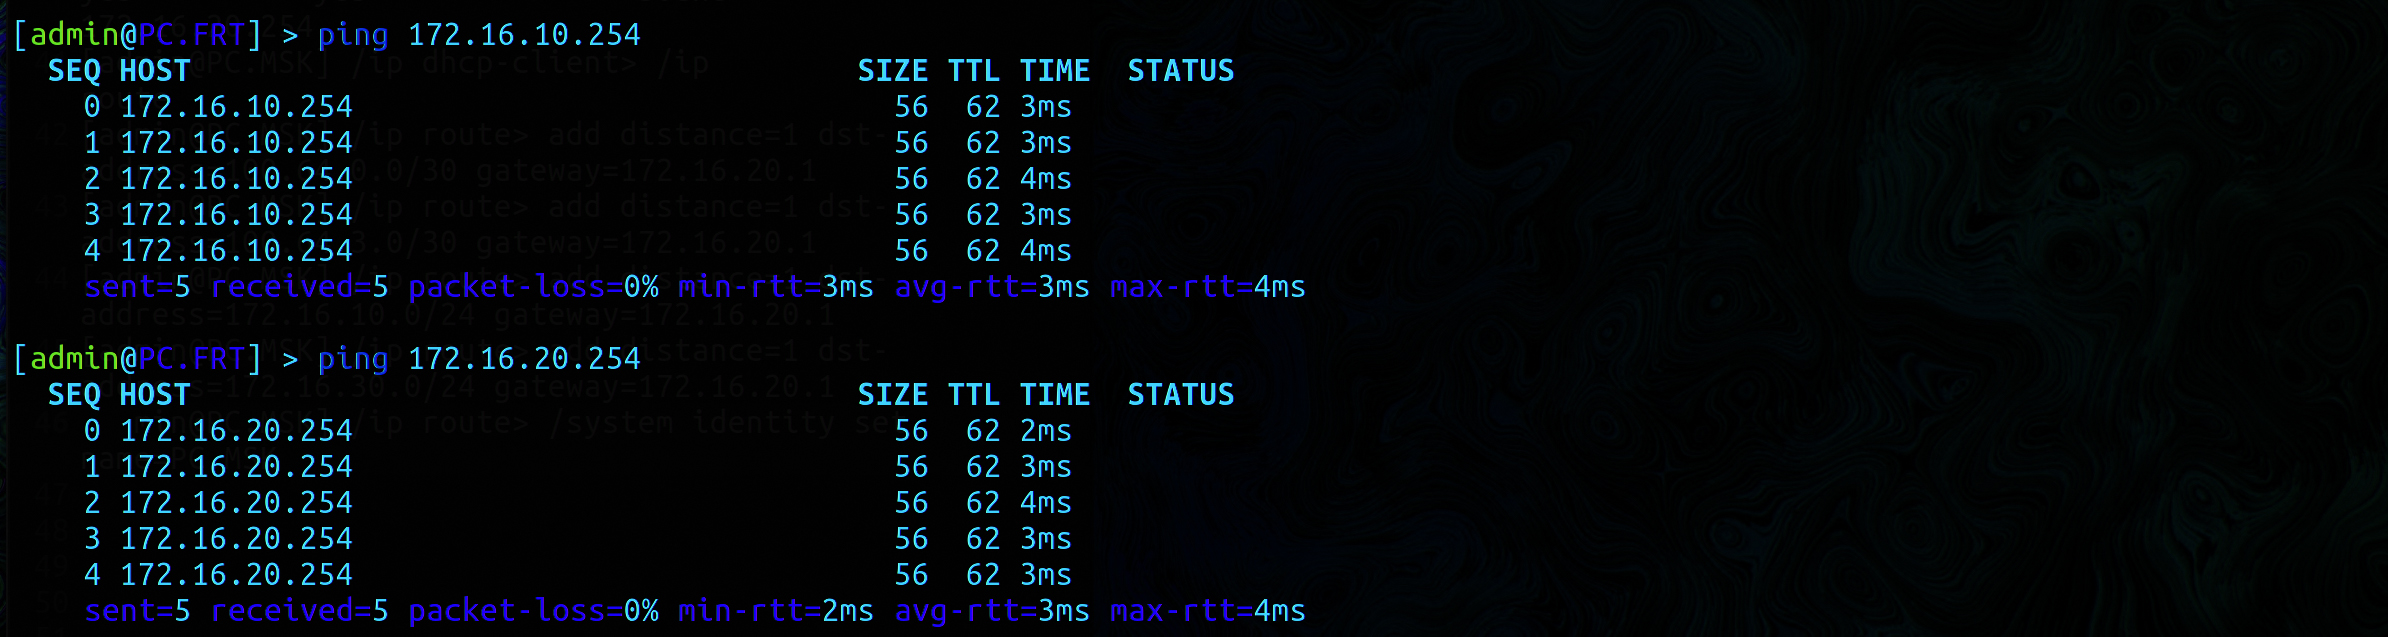 [admin@PC.FRT] > ping 172.16.10.254
SEQ HOST SIZE TTL TIME STATUS
0 172.16.10.254 56 62 3ms
1 172.16.10.254 56 62 3ms
2 172.16.10.254 56 62 4ms
3 172.16.10.254 56 62 3ms
4 172.16.10.254 56 62 4ms
sent=5 received=5 packet-loss=0% min-rtt=3ms avg-rtt=3ms max-rtt=4ms
[admin@PC.FRT] > ping 172.16.20.254
SEQ HOST SIZE TTL TIME STATUS
0 172.16.20.254 56 62 2ms
1 172.16.20.254 56 62 3ms
2 172.16.20.254 56 62 4ms
3 172.16.20.254 56 62 3ms
4 172.16.20.254 56 62 3ms
sent=5 received=5 packet-loss=0% min-rtt=2ms avg-rtt=3ms max-rtt=4ms